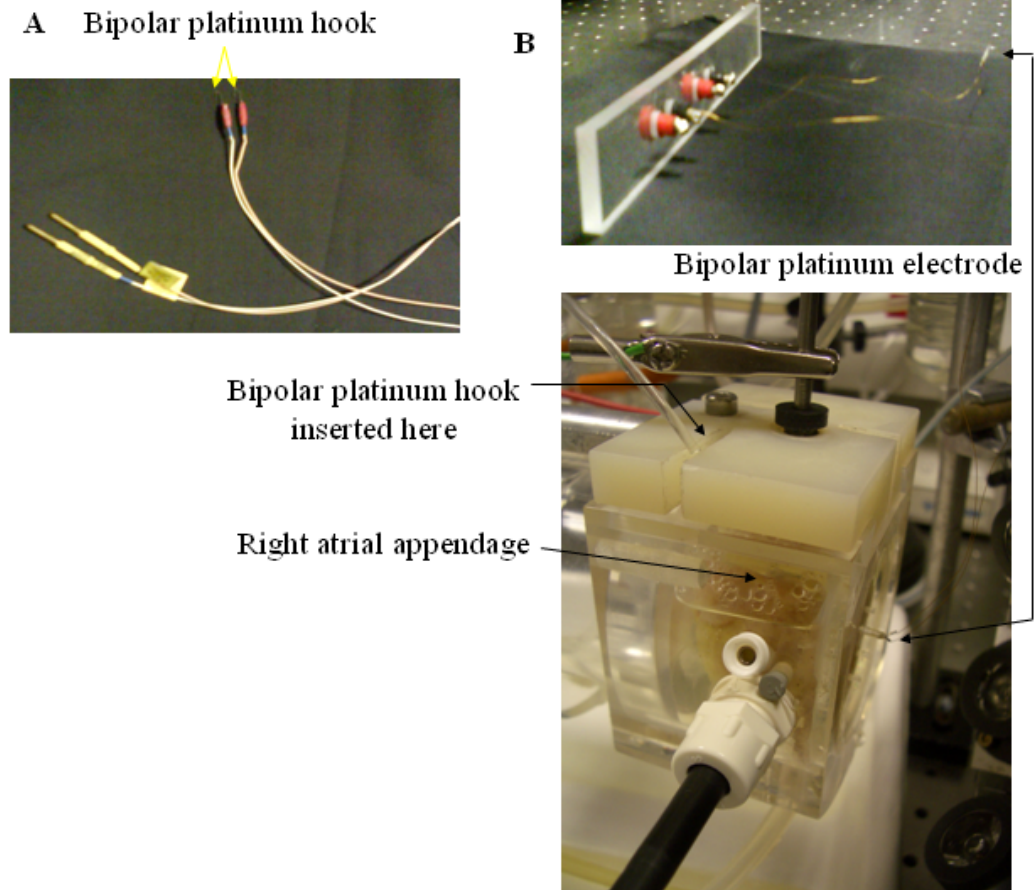 A
Bipolar platinum hook
B
Bipolar platinum electrode
Bipolar platinum hook
inserted here
Right atrial appendage